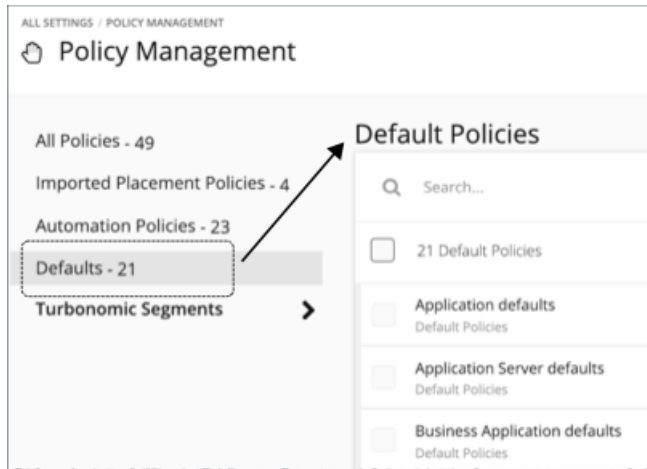 ALL SETTINGS / POLICY MANAGEMENT
Policy Management
All Policies - 49
Imported Placement Policies - 4
Automation Policies - 23
Defaults - 21
Turbonomic Segments
Default Policies
Search...
21 Default Policies
Application defaults
Default Policies
Application Server defaults
Default Policies
Business Application defaults
Default Policies